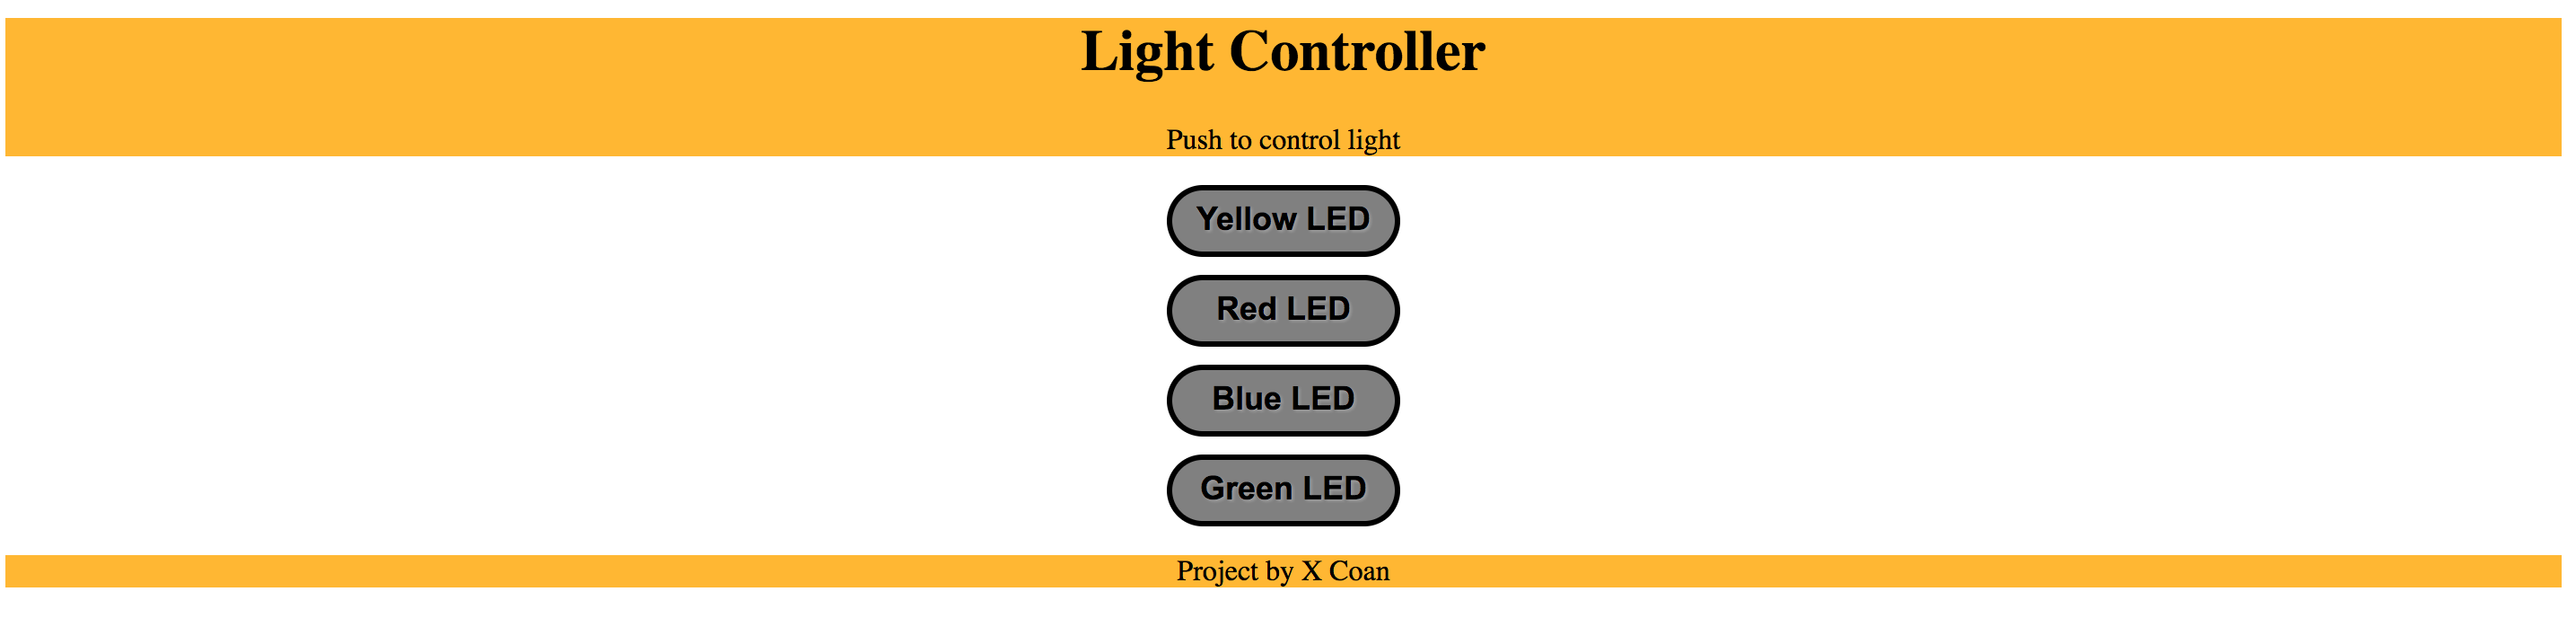 Light Controller
Push to control light
Yellow LED
Red LED
Blue LED
Green LED
Project by X Coan